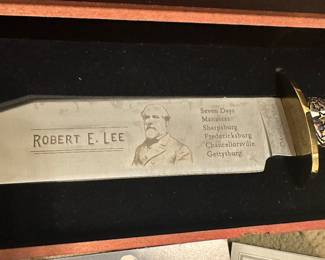 ROBERT E. LEE
Seven Days
Manassas
Sharpsburg
Fredericksburg
Chancellorsville
Gettysburg